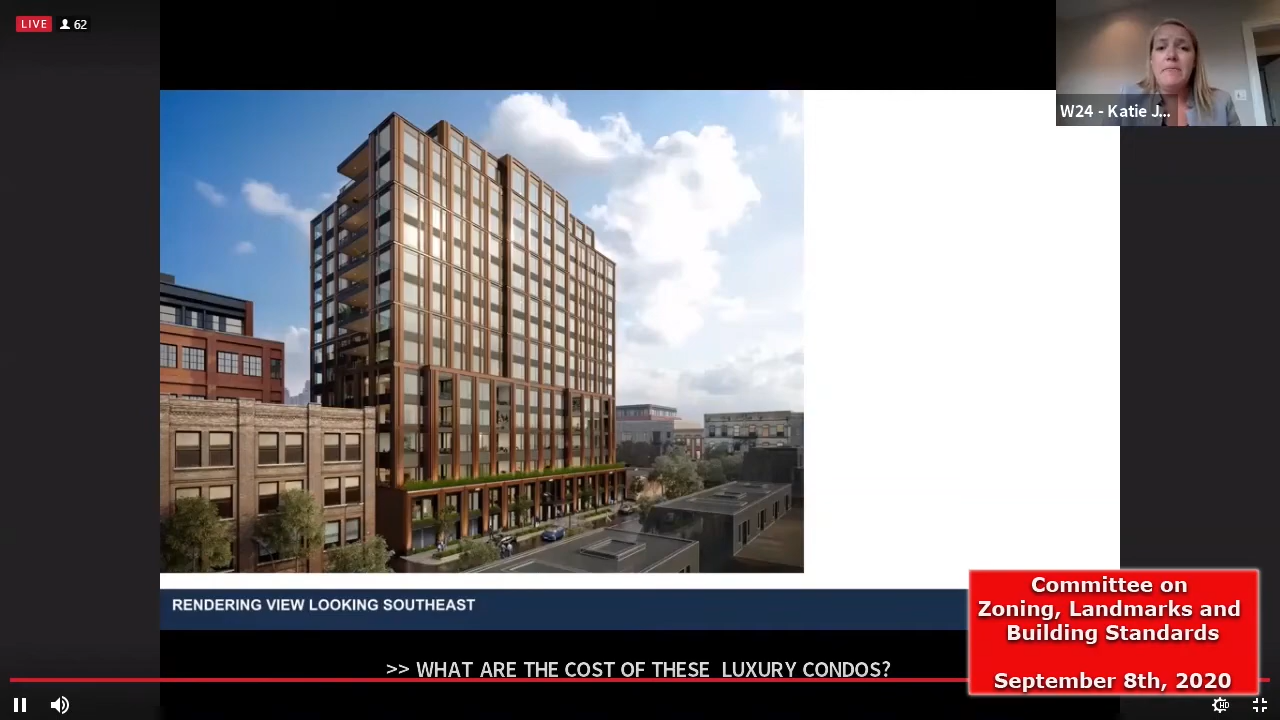 LIVE 62
W24 - Katie J...
RENDERING VIEW LOOKING SOUTHEAST
Committee on
Zoning, Landmarks and
Building Standards
September 8th, 2020
>> WHAT ARE THE COST OF THESE LUXURY CONDOS?
HD